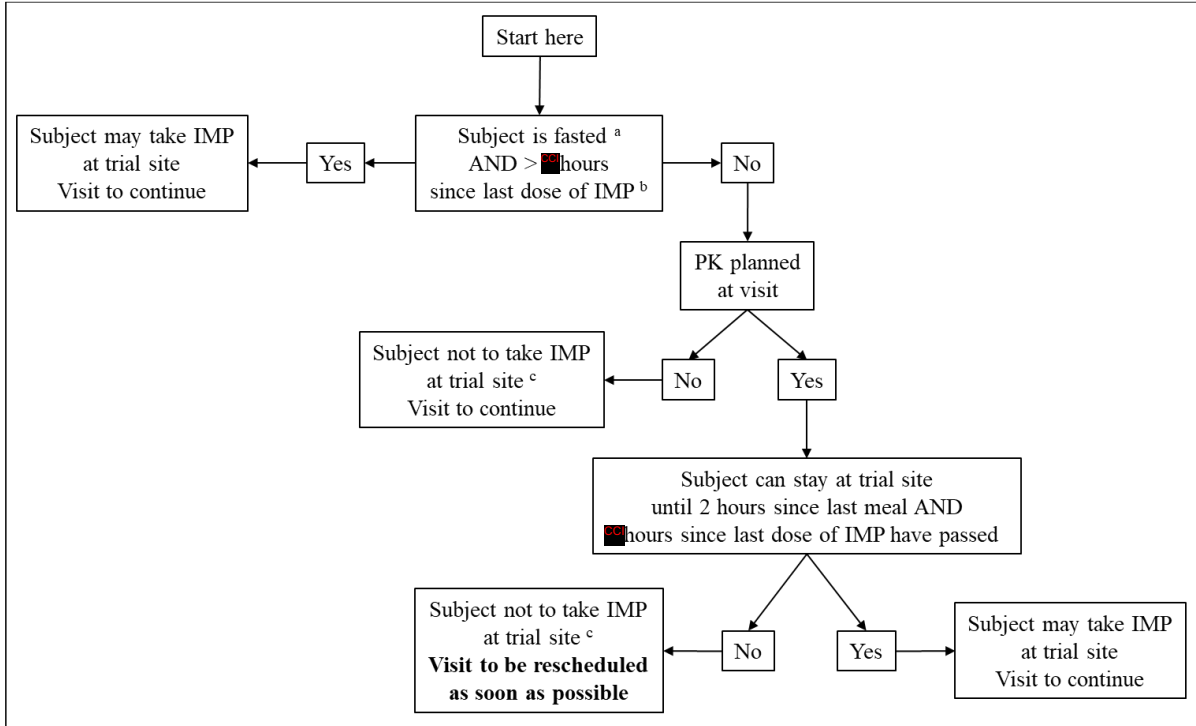 Start here
Subject is fasted a
AND > CCI hours
since last dose of IMP b
Yes
Subject may take IMP
at trial site
Visit to continue
No
PK planned
at visit
No
Subject not to take IMP
at trial site c
Visit to continue
Yes
Subject can stay at trial site
until 2 hours since last meal AND
CCI hours since last dose of IMP have passed
No
Subject not to take IMP
at trial site c
Visit to be rescheduled
as soon as possible
Yes
Subject may take IMP
at trial site
Visit to continue